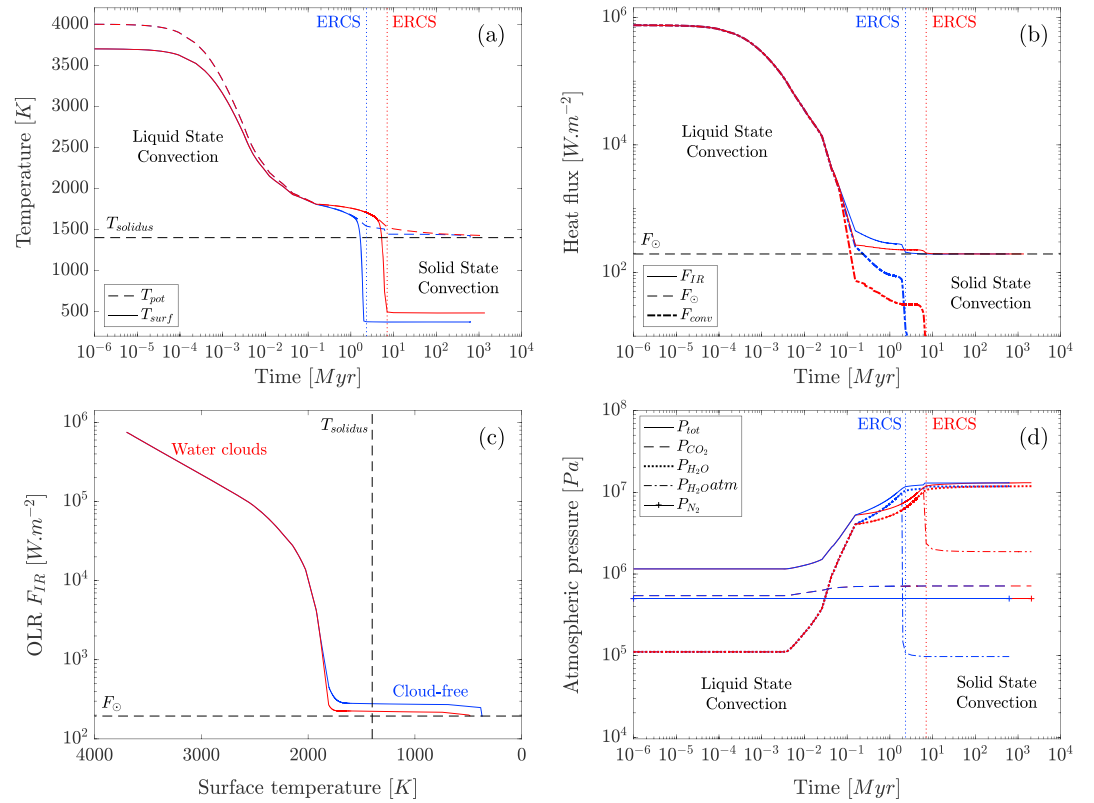 ERCS ERCS
(a)
4000
3500
3000
2500
2000
1500
1000
500
Temperature [K]
Liquid State
Convection
T_solidus
Solid State
Convection
T_pot
T_surf
10^−6 10^−5 10^−4 10^−3 10^−2 10^−1 10^0 10^1 10^2 10^3 10^4
Time [Myr]
(b)
10^6
10^4
10^2
Heat flux [W.m^−2]
Liquid State
Convection
F_⊙
Solid State
Convection
F_IR
F_⊙
F_conv
10^−6 10^−5 10^−4 10^−3 10^−2 10^−1 10^0 10^1 10^2 10^3 10^4
Time [Myr]
(c)
10^6
10^5
10^4
10^3
10^2
OLR F_IR [W.m^−2]
T_solidus
Water clouds
Cloud-free
F_⊙
4000 3000 2000 1000 0
Surface temperature [K]
ERCS ERCS
(d)
10^8
10^7
10^6
10^5
10^4
Atmospheric pressure [Pa]
P_tot
P_CO_2
P_H_2O
P_H_2O atm
P_N_2
Liquid State
Convection
Solid State
Convection
10^−6 10^−5 10^−4 10^−3 10^−2 10^−1 10^0 10^1 10^2 10^3 10^4
Time [Myr]